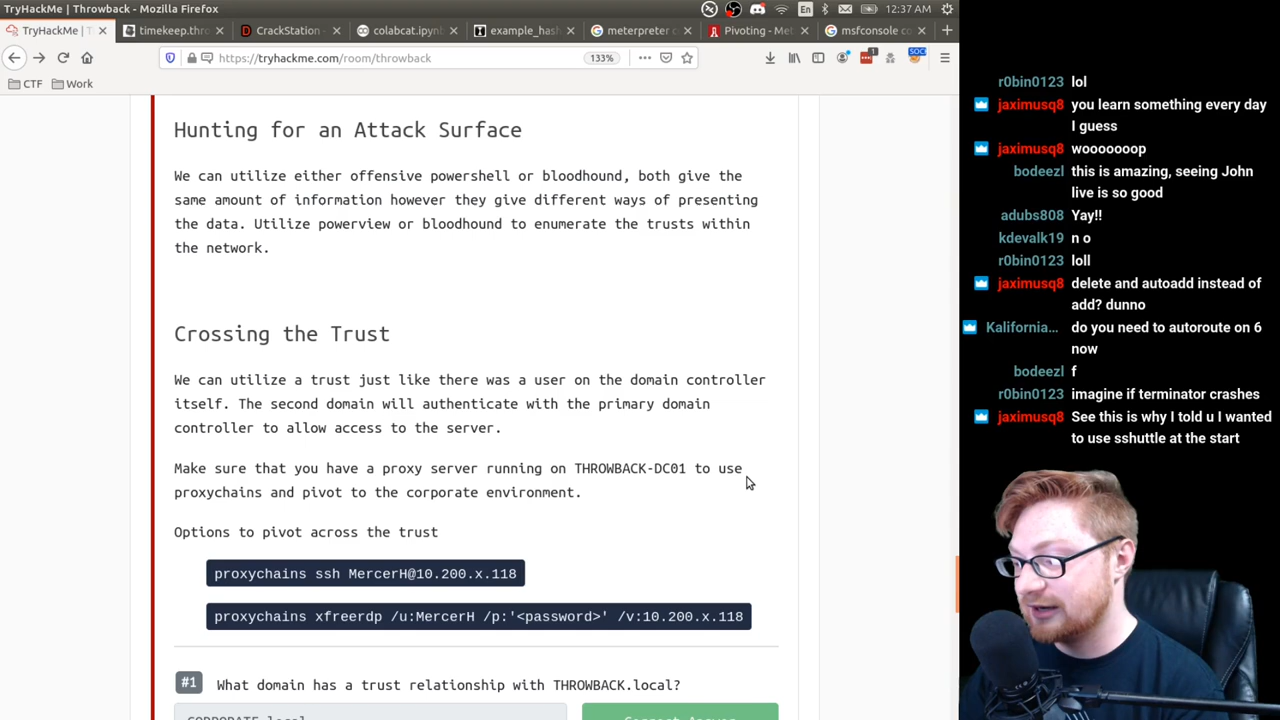 TryHackMe | Throwback - Mozilla Firefox
En
12:37 AM
TryHackMe | T
timekeep.thro
CrackStation -
colabcat.ipynb
example_hash
meterpreter c
Pivoting - Met
msfconsole c
https://tryhackme.com/room/throwback
133%
1
SOC
CTF
Work
Hunting for an Attack Surface
We can utilize either offensive powershell or bloodhound, both give the
same amount of information however they give different ways of presenting
the data. Utilize powerview or bloodhound to enumerate the trusts within
the network.
Crossing the Trust
We can utilize a trust just like there was a user on the domain controller
itself. The second domain will authenticate with the primary domain
controller to allow access to the server.
Make sure that you have a proxy server running on THROWBACK-DC01 to use
proxychains and pivot to the corporate environment.
Options to pivot across the trust
proxychains ssh MercerH@10.200.x.118
proxychains xfreerdp /u:MercerH /p:'<password>' /v:10.200.x.118
#1 What domain has a trust relationship with THROWBACK.local?
CORPORATE.local
Correct Answer
r0bin0123 lol
jaximusq8 you learn something every day
I guess
jaximusq8 wooooooop
bodeezl this is amazing, seeing John
live is so good
adubs808 Yay!!
kdevalk19 n o
r0bin0123 loll
jaximusq8 delete and autoadd instead of
add? dunno
Kalifornia... do you need to autoroute on 6
now
bodeezl f
r0bin0123 imagine if terminator crashes
jaximusq8 See this is why I told u I wanted
to use sshuttle at the start